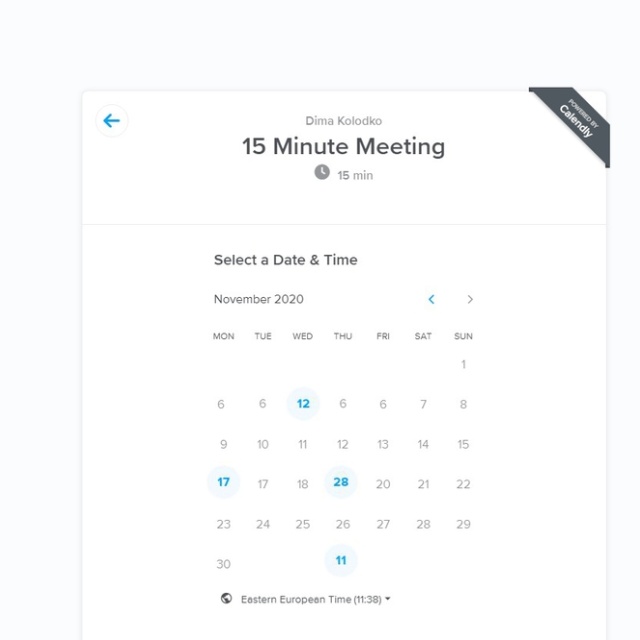 POWERED BY
Calendly
Dima Kolodko
15 Minute Meeting
15 min
Select a Date & Time
November 2020
MON TUE WED THU FRI SAT SUN
1
6 6 12 6 6 7 8
9 10 11 12 13 14 15
17 17 18 28 20 21 22
23 24 25 26 27 28 29
30 11
Eastern European Time (11:38)